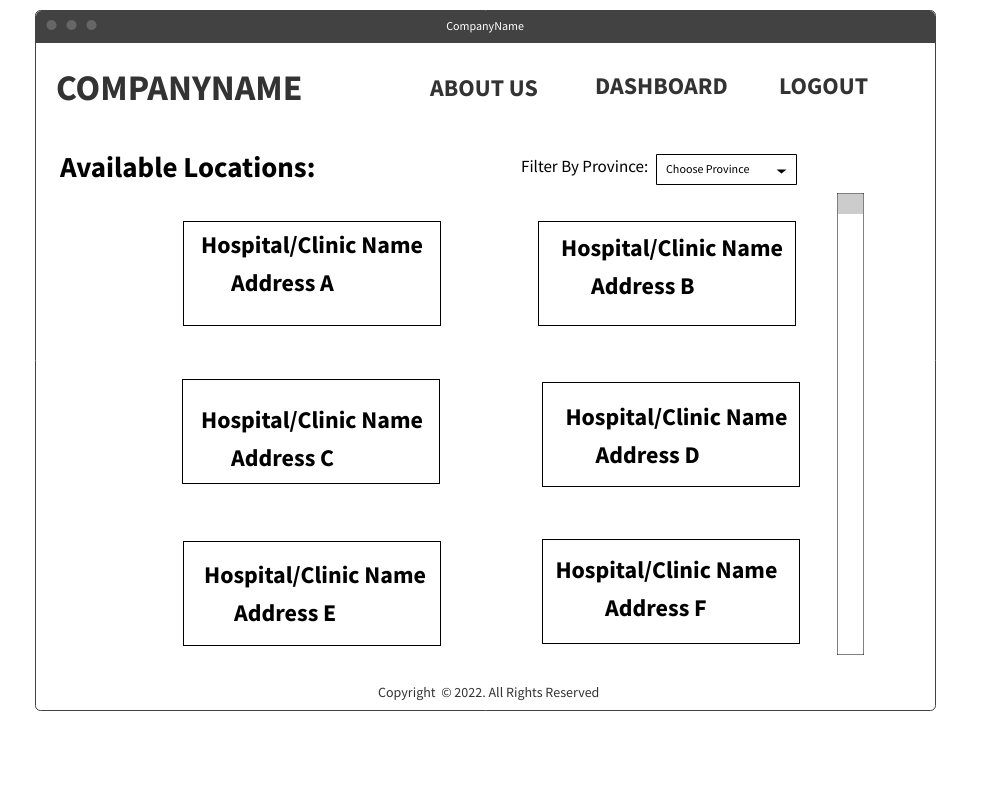 CompanyName
COMPANYNAME
ABOUT US
DASHBOARD
LOGOUT
Available Locations:
Filter By Province:
Choose Province
Hospital/Clinic Name
Address A
Hospital/Clinic Name
Address B
Hospital/Clinic Name
Address C
Hospital/Clinic Name
Address D
Hospital/Clinic Name
Address E
Hospital/Clinic Name
Address F
Copyright © 2022. All Rights Reserved